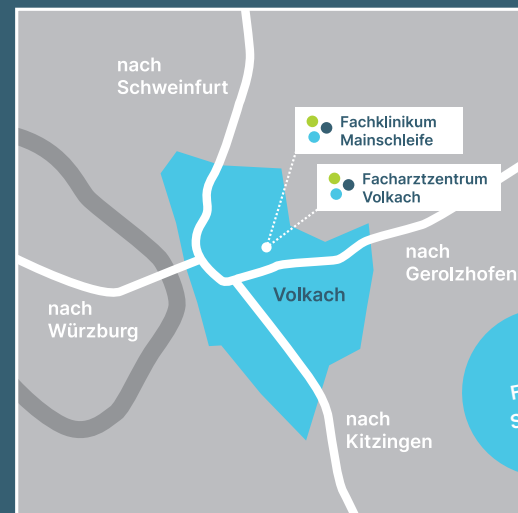 nach
Schweinfurt
Fachklinikum
Mainschleife
Facharztzentrum
Volkach
nach
Gerolzhofen
Volkach
nach
Würzburg
nach
Kitzingen